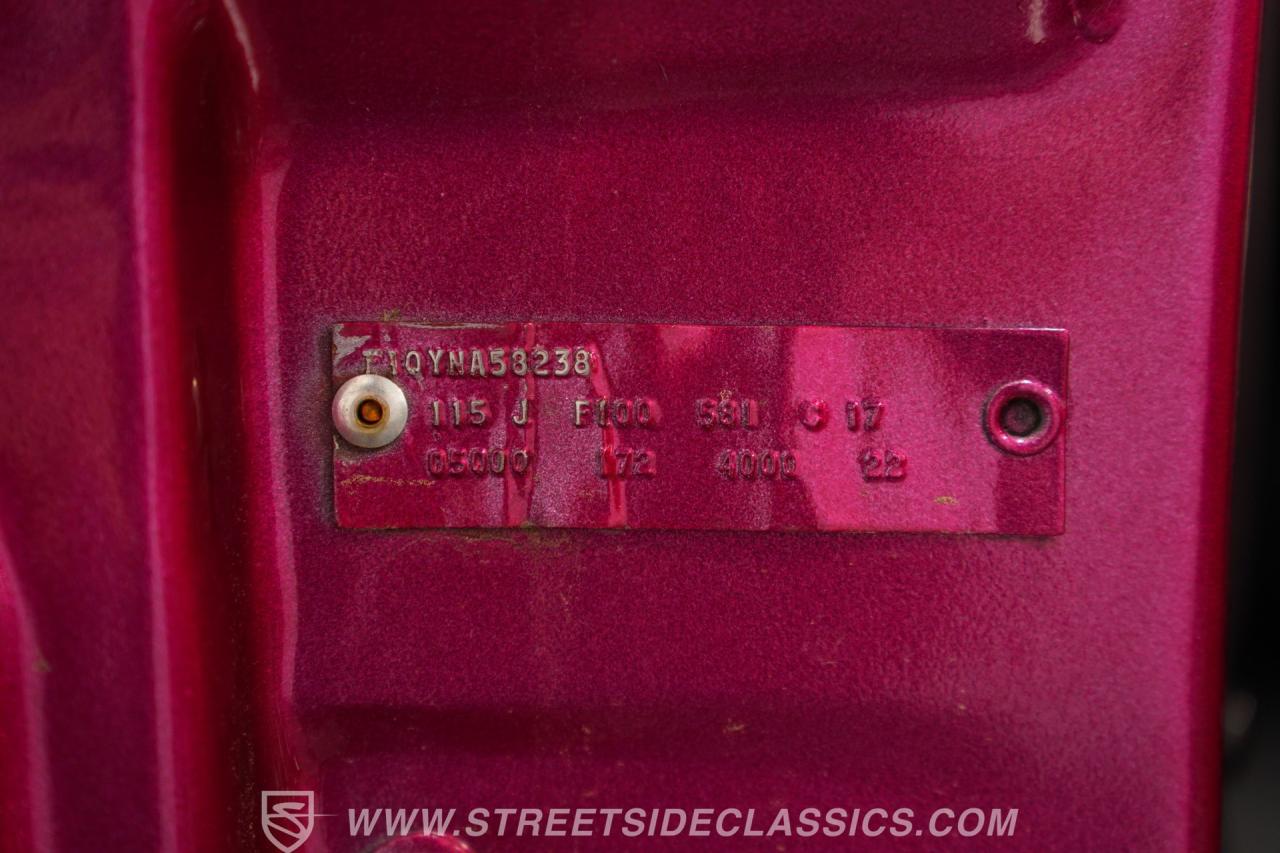 F10YNA58238
115 J F100 581 C 17
05000 172 4000 22
WWW.STREETSIDECLASSICS.COM